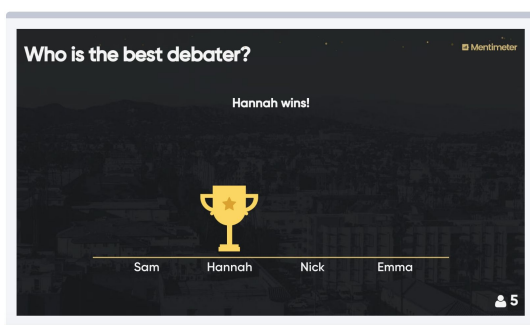 Who is the best debater?
Mentimeter
Hannah wins!
Sam Hannah Nick Emma
5